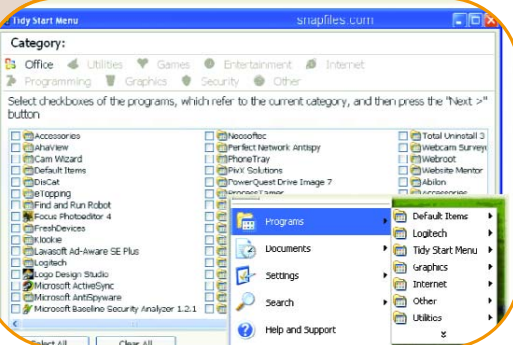 Tidy Start Menu
snapfiles.com
Category:
Office Utilities Games Entertainment Internet
Programming Graphics Security Other
Select checkboxes of the programs, which refer to the current category, and then press the "Next >"
button
Accessories Neosoftec Total Uninstall 3
AhaView Perfect Network Antispy Webcam Survey
Cam Wizard PhoneTray Webroot
Default Items PivX Solutions Website Mentor
DisCat PowerQuest Drive Image 7 Abilon
eTopping ProcessTamer Accessories
Find and Run Robot
Focus Photoeditor 4
FreshDevices
Klookie
Lavasoft Ad-Aware SE Plus
Logitech
Logo Design Studio
Microsoft ActiveSync
Microsoft AntiSpyware
Microsoft Baseline Security Analyzer 1.2.1
Select All Clear All
Programs
Documents
Settings
Search
Help and Support
Default Items
Logitech
Tidy Start Menu
Graphics
Internet
Other
Utilities